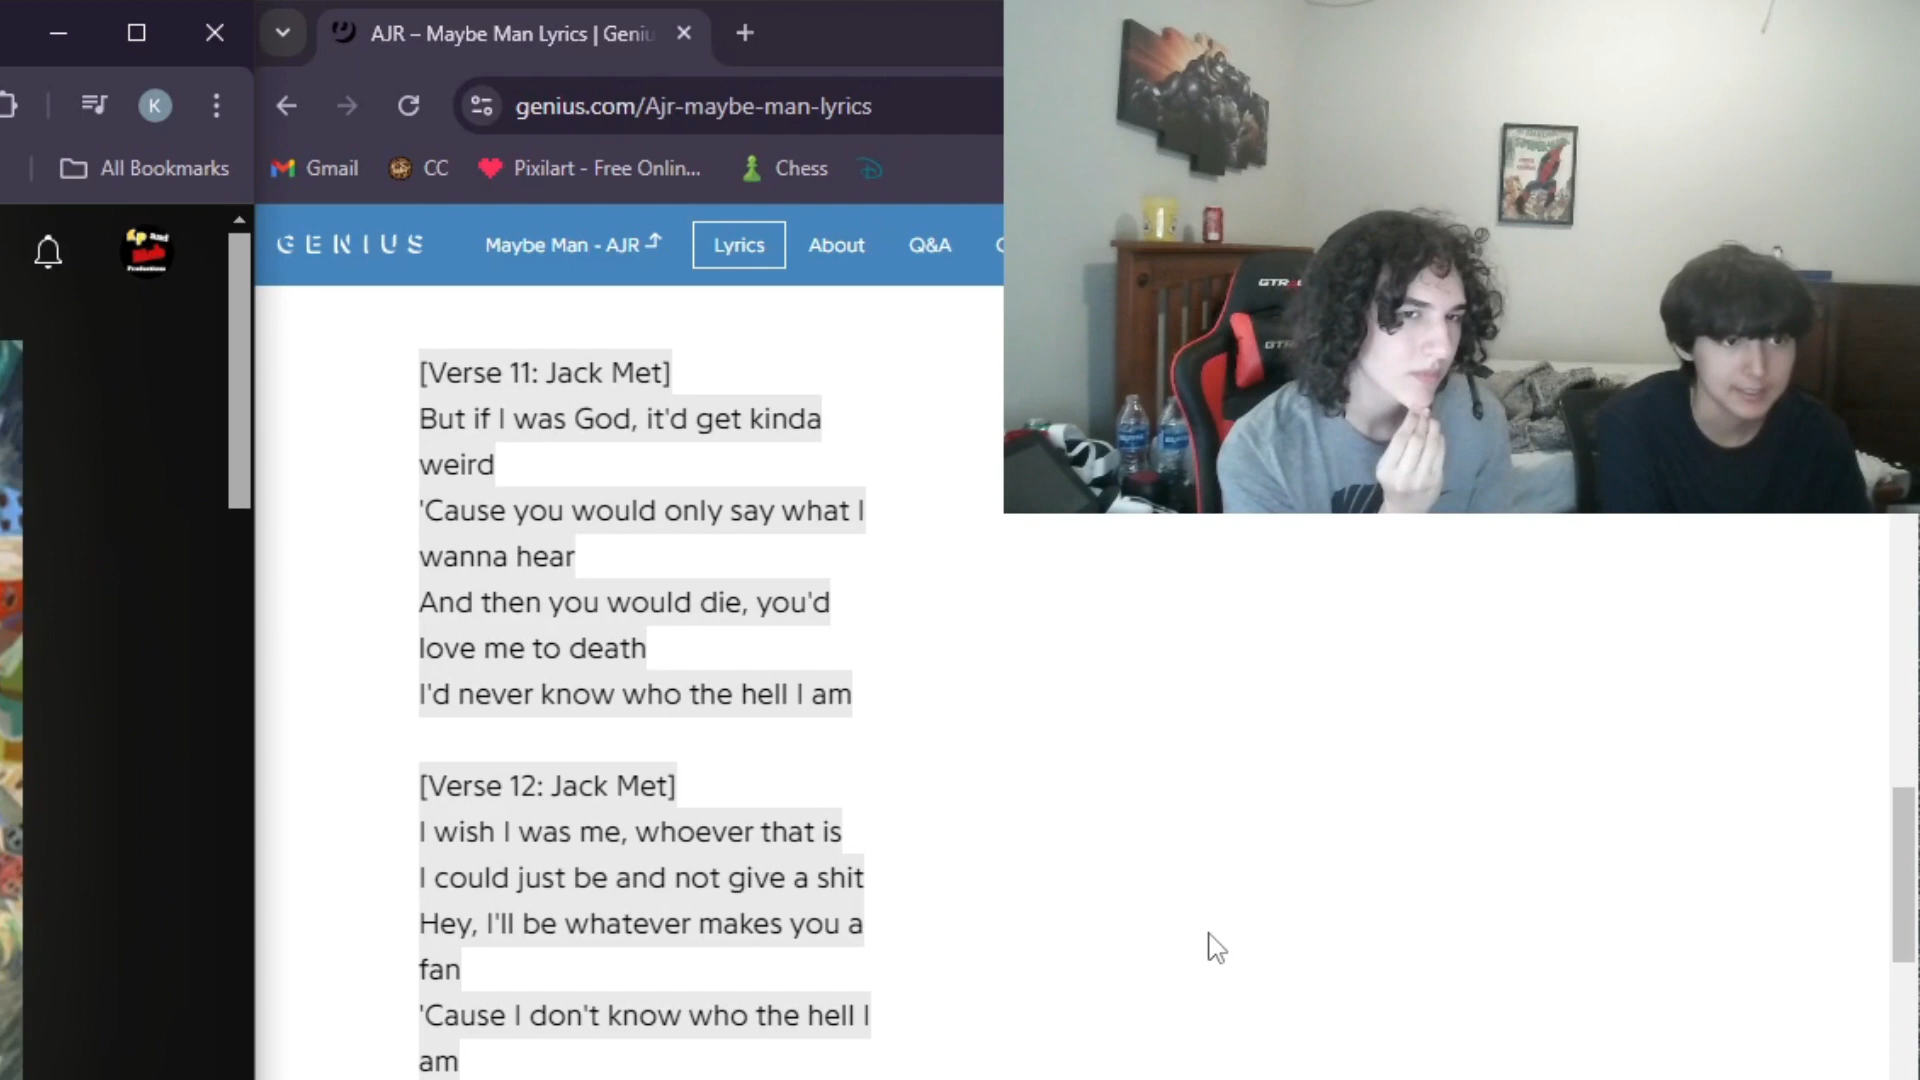 AJR – Maybe Man Lyrics | Geniu
K
genius.com/Ajr-maybe-man-lyrics
All Bookmarks
Gmail
CC
Pixilart - Free Onlin...
Chess
GENIUS
Maybe Man - AJR
Lyrics
About
Q&A
[Verse 11: Jack Met]
But if I was God, it'd get kinda
weird
'Cause you would only say what I
wanna hear
And then you would die, you'd
love me to death
I'd never know who the hell I am
[Verse 12: Jack Met]
I wish I was me, whoever that is
I could just be and not give a shit
Hey, I'll be whatever makes you a
fan
'Cause I don't know who the hell I
am